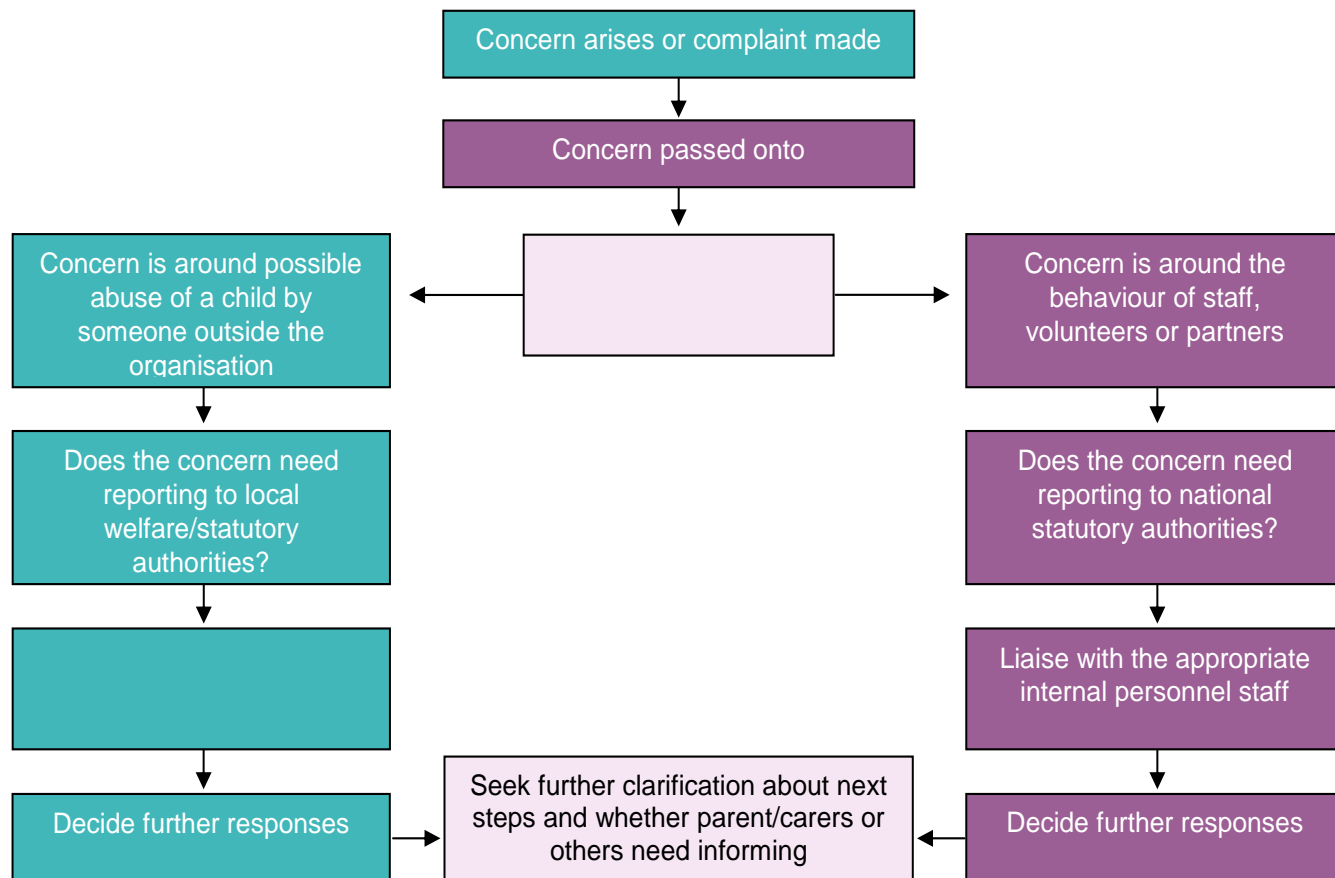 Concern arises or complaint made
Concern passed onto
Concern is around possible
abuse of a child by
someone outside the
organisation
Concern is around the
behaviour of staff,
volunteers or partners
Does the concern need
reporting to local
welfare/statutory
authorities?
Does the concern need
reporting to national
statutory authorities?
Liaise with the appropriate
internal personnel staff
Decide further responses
Seek further clarification about next
steps and whether parent/carers or
others need informing
Decide further responses